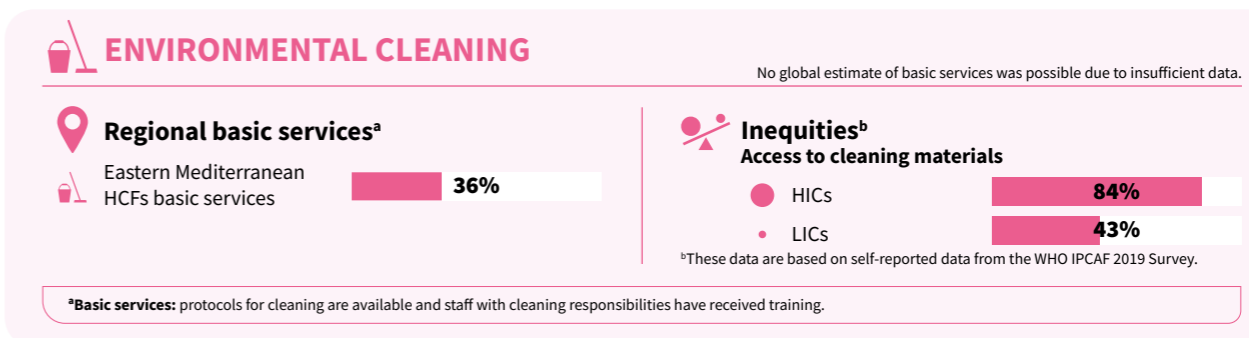 ENVIRONMENTAL CLEANING
No global estimate of basic services was possible due to insufficient data.
Regional basic servicesᵃ
Eastern Mediterranean
HCFs basic services
36%
Inequitiesᵇ
Access to cleaning materials
HICs 84%
LICs 43%
ᵇThese data are based on self-reported data from the WHO IPCAF 2019 Survey.
ᵃBasic services: protocols for cleaning are available and staff with cleaning responsibilities have received training.